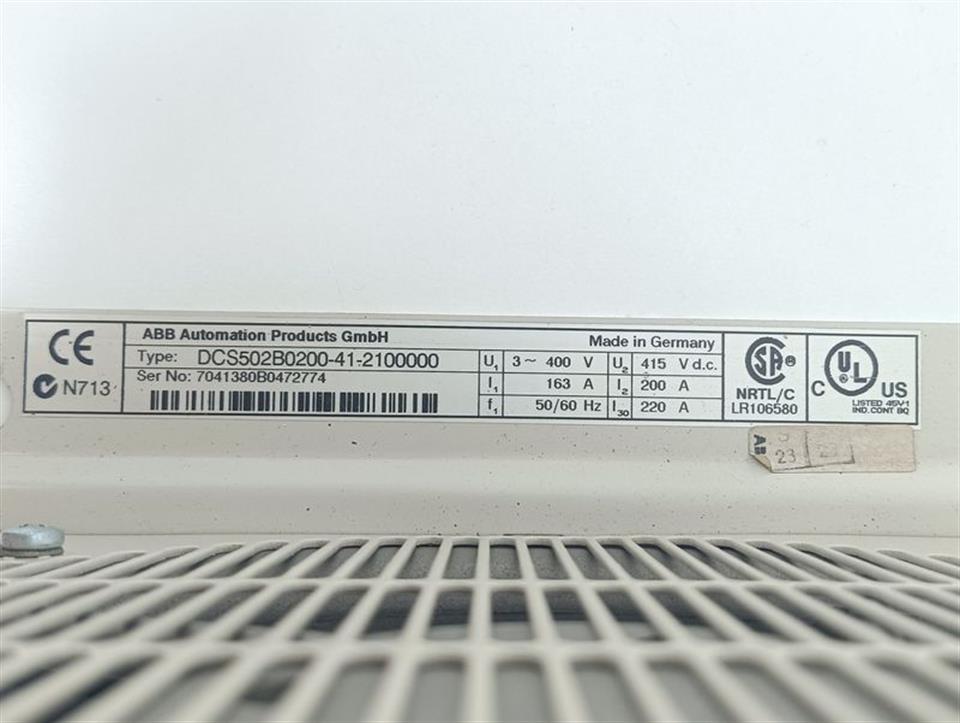 CE
N713
ABB Automation Products GmbH
Made in Germany
Type: DCS502B0200-41-2100000
Ser No: 7041380B0472774
U1 3~ 400 V U2 415 V d.c.
I1 163 A I2 200 A
f1 50/60 Hz I30 220 A
SA
NRTL/C
LR106580
C UL US
LISTED 45V1
IND. CONT EQ
AB
23